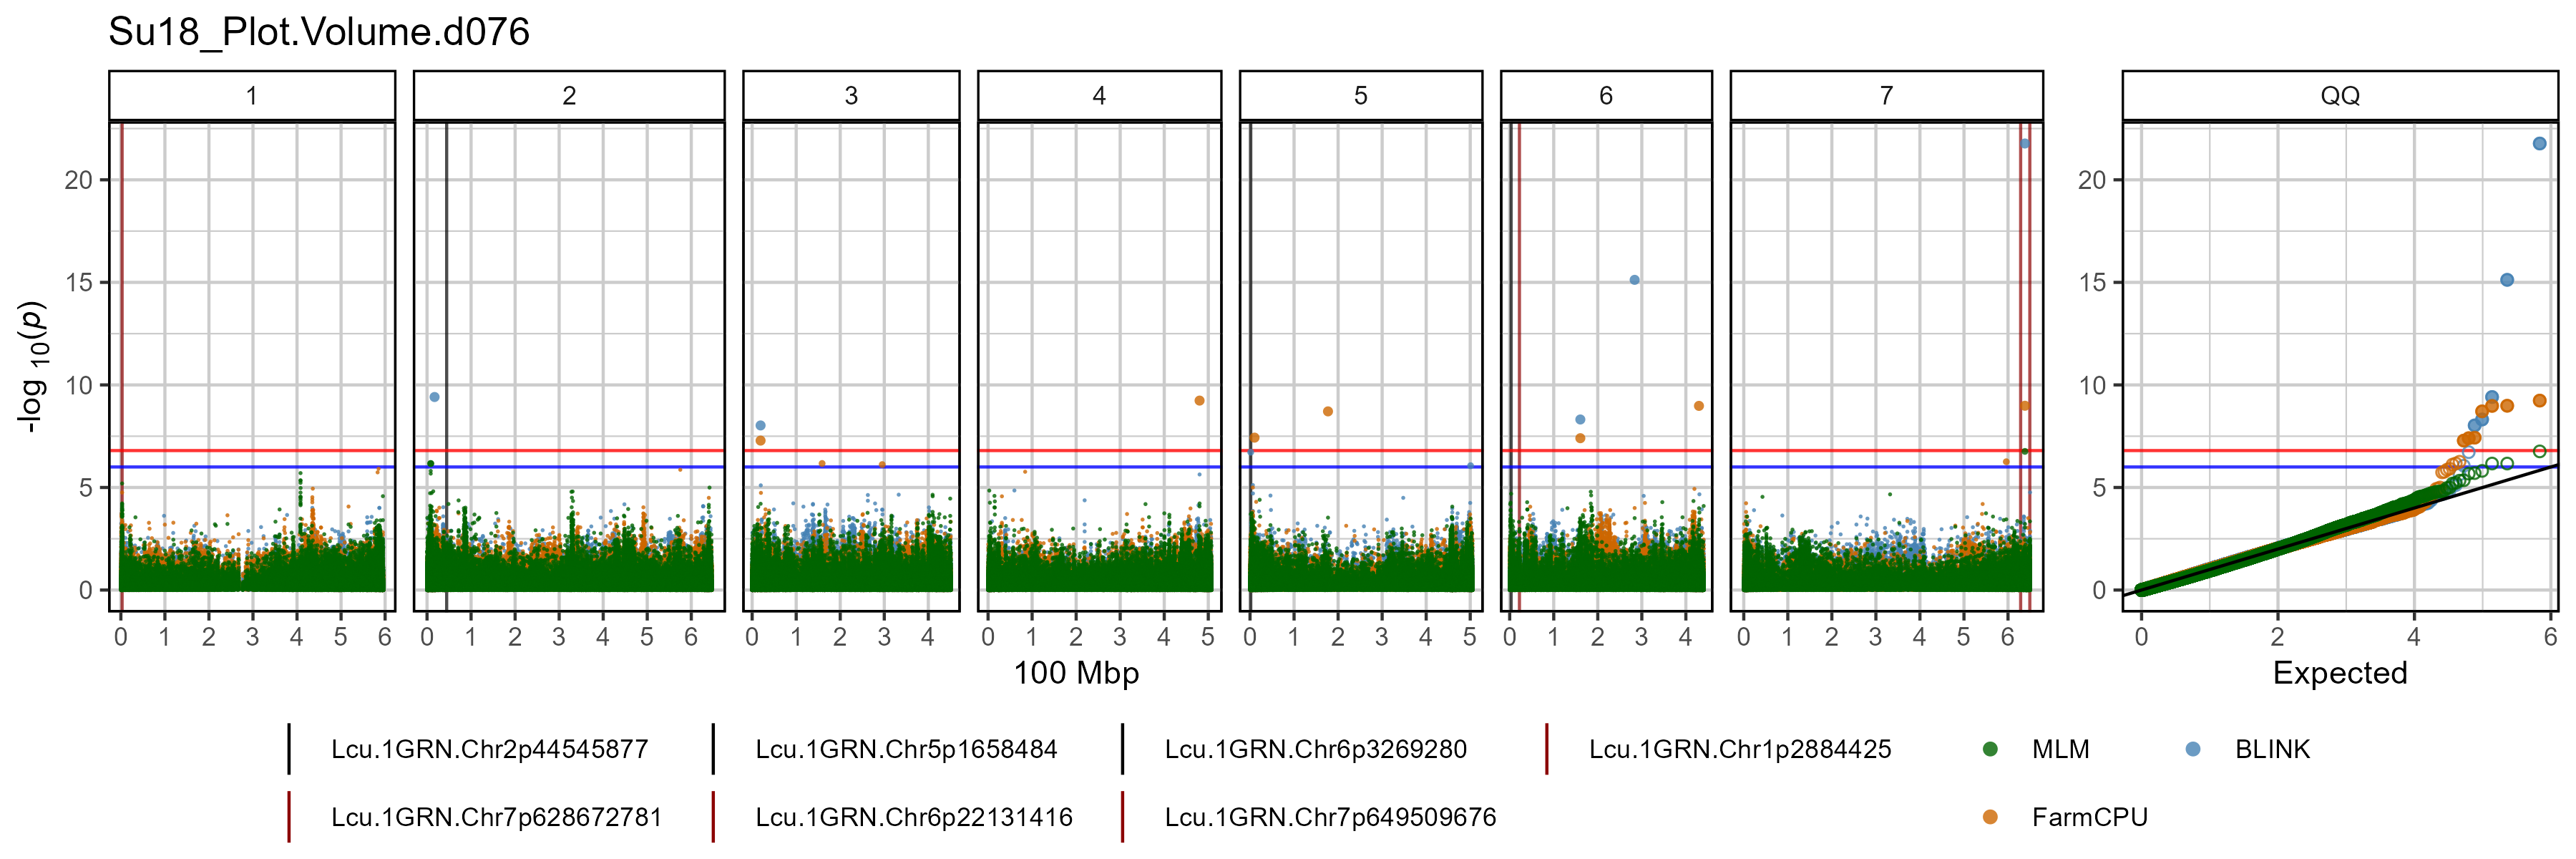 Su18_Plot.Volume.d076
1 2 3 4 5 6 7 QQ
-log 10(p)
20 20
15 15
10 10
5 5
0 0
0 1 2 3 4 5 6 0 1 2 3 4 5 6 0 1 2 3 4 0 1 2 3 4 5 0 1 2 3 4 5 0 1 2 3 4 0 1 2 3 4 5 6 0 2 4 6
100 Mbp Expected
Lcu.1GRN.Chr2p44545877 Lcu.1GRN.Chr5p1658484 Lcu.1GRN.Chr6p3269280 Lcu.1GRN.Chr1p2884425 MLM BLINK
Lcu.1GRN.Chr7p628672781 Lcu.1GRN.Chr6p22131416 Lcu.1GRN.Chr7p649509676 FarmCPU